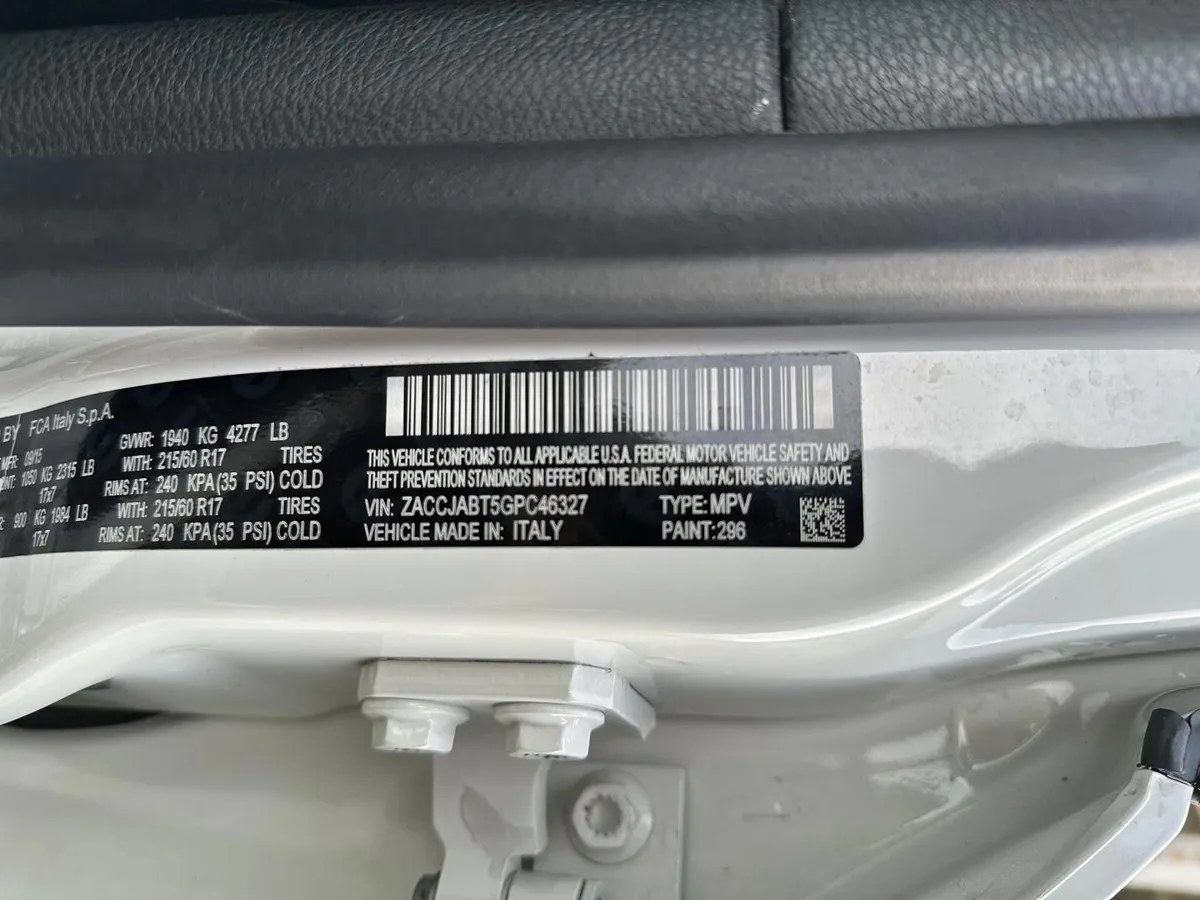 BY FCA Italy S.p.A.
MFR: 09/15
GVWR: 1940 KG 4277 LB
1050 KG 2315 LB WITH: 215/60 R17 TIRES
17x7 RIMS AT: 240 KPA(35 PSI) COLD
900 KG 1984 LB WITH: 215/60 R17 TIRES
17x7 RIMS AT: 240 KPA(35 PSI) COLD
THIS VEHICLE CONFORMS TO ALL APPLICABLE U.S.A. FEDERAL MOTOR VEHICLE SAFETY AND
THEFT PREVENTION STANDARDS IN EFFECT ON THE DATE OF MANUFACTURE SHOWN ABOVE
VIN: ZACCJABT5GPC46327 TYPE: MPV
VEHICLE MADE IN: ITALY PAINT:296